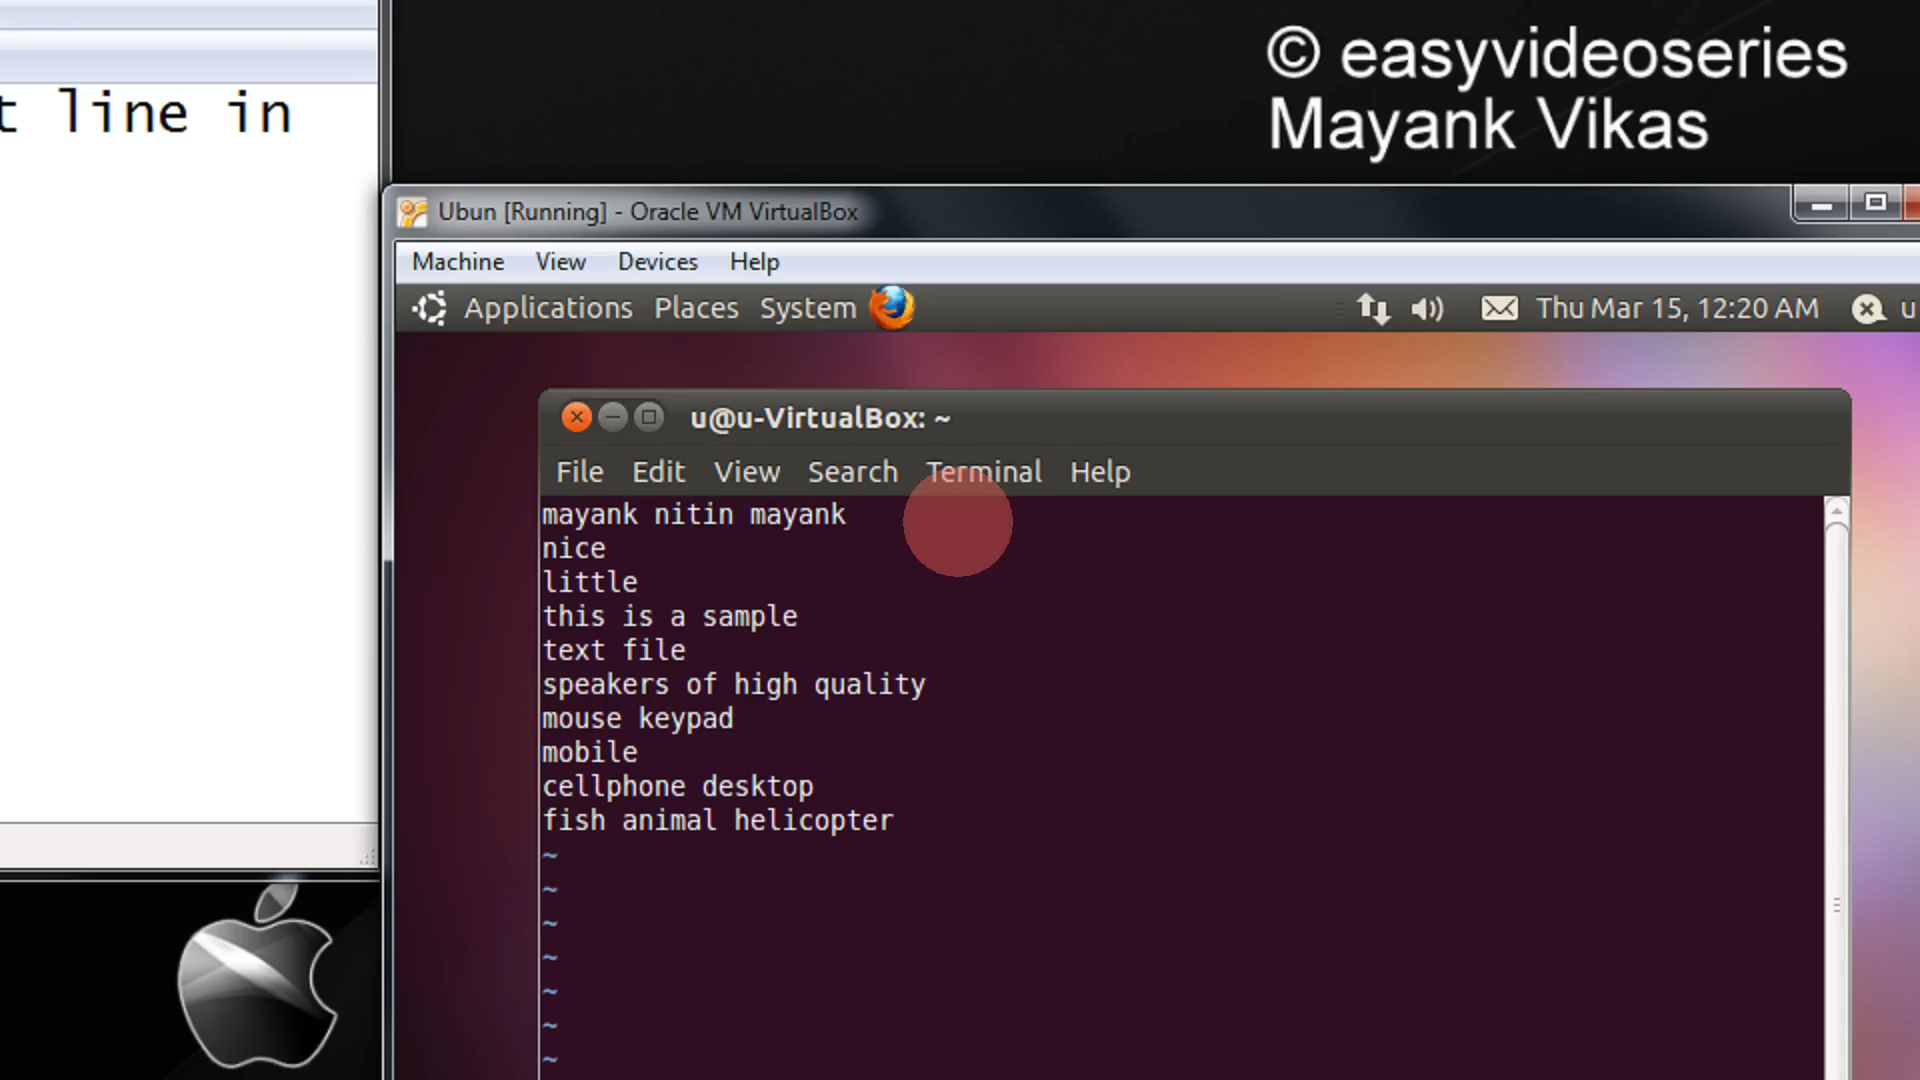 © easyvideoseries
Mayank Vikas
t line in
Ubun [Running] - Oracle VM VirtualBox
Machine View Devices Help
Applications Places System Thu Mar 15, 12:20 AM u
u@u-VirtualBox: ~
File Edit View Search Terminal Help
mayank nitin mayank
nice
little
this is a sample
text file
speakers of high quality
mouse keypad
mobile
cellphone desktop
fish animal helicopter
~
~
~
~
~
~
~